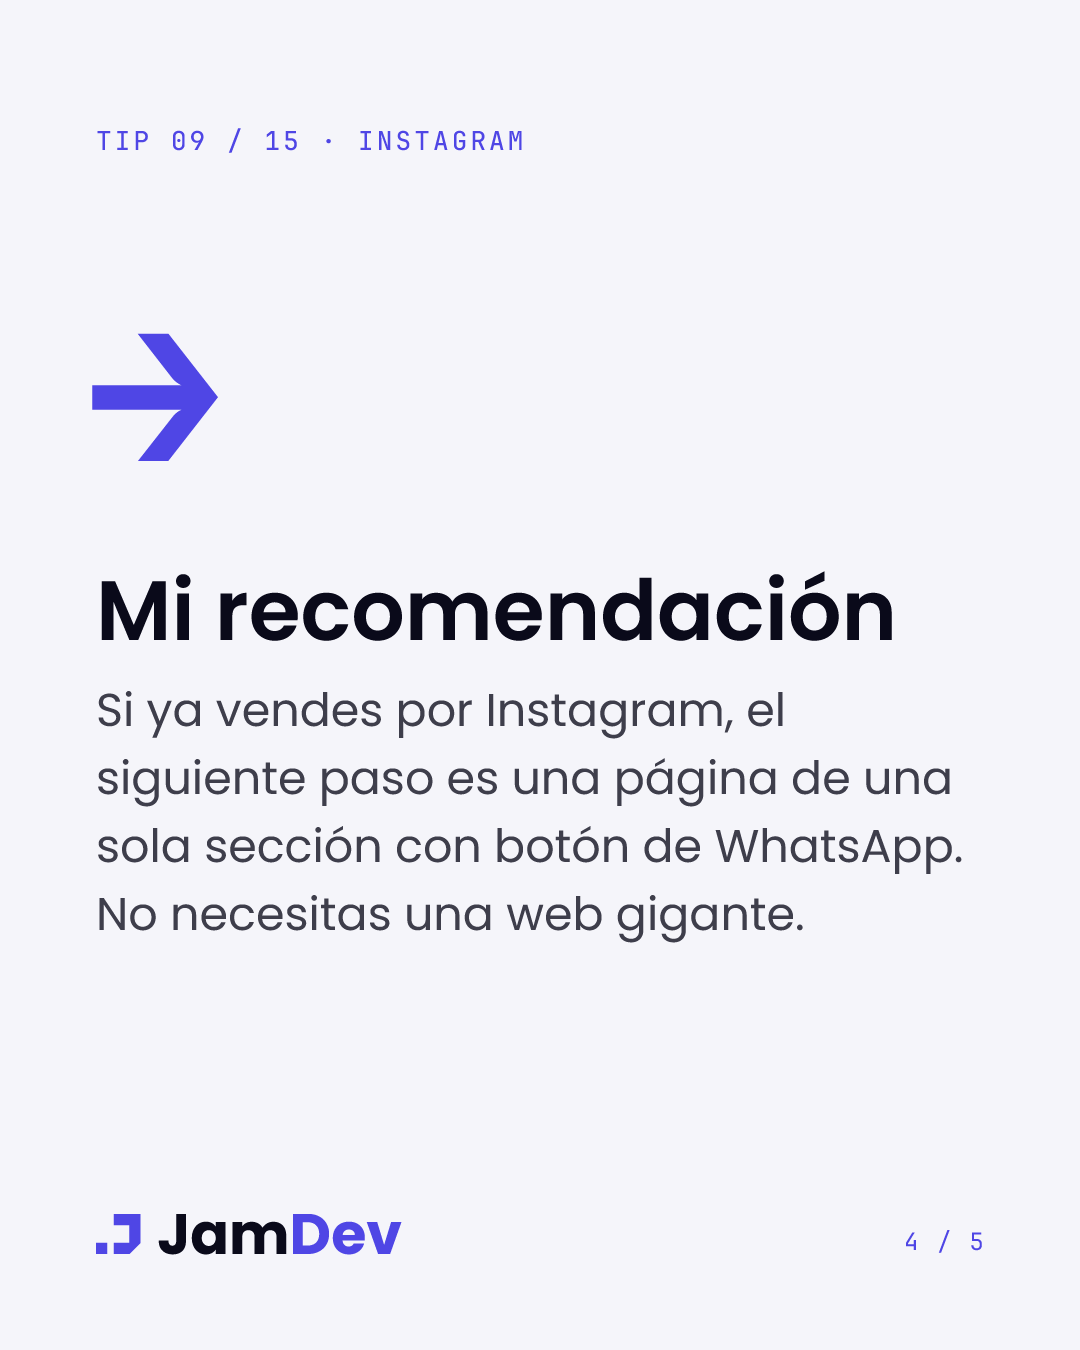 TIP 09 / 15 · INSTAGRAM
Mi recomendación
Si ya vendes por Instagram, el
siguiente paso es una página de una
sola sección con botón de WhatsApp.
No necesitas una web gigante.
JamDev
4 / 5